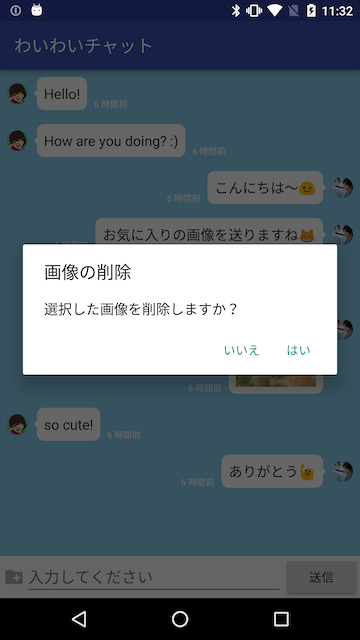 11:32
わいわいチャット
Hello!
6 時間前
How are you doing? :)
6 時間前
こんにちは〜😉
6 時間前
お気に入りの画像を送りますね🦊
画像の削除
選択した画像を削除しますか？
いいえ はい
6 時間前
so cute!
6 時間前
ありがとう🙋
6 時間前
入力してください
送信